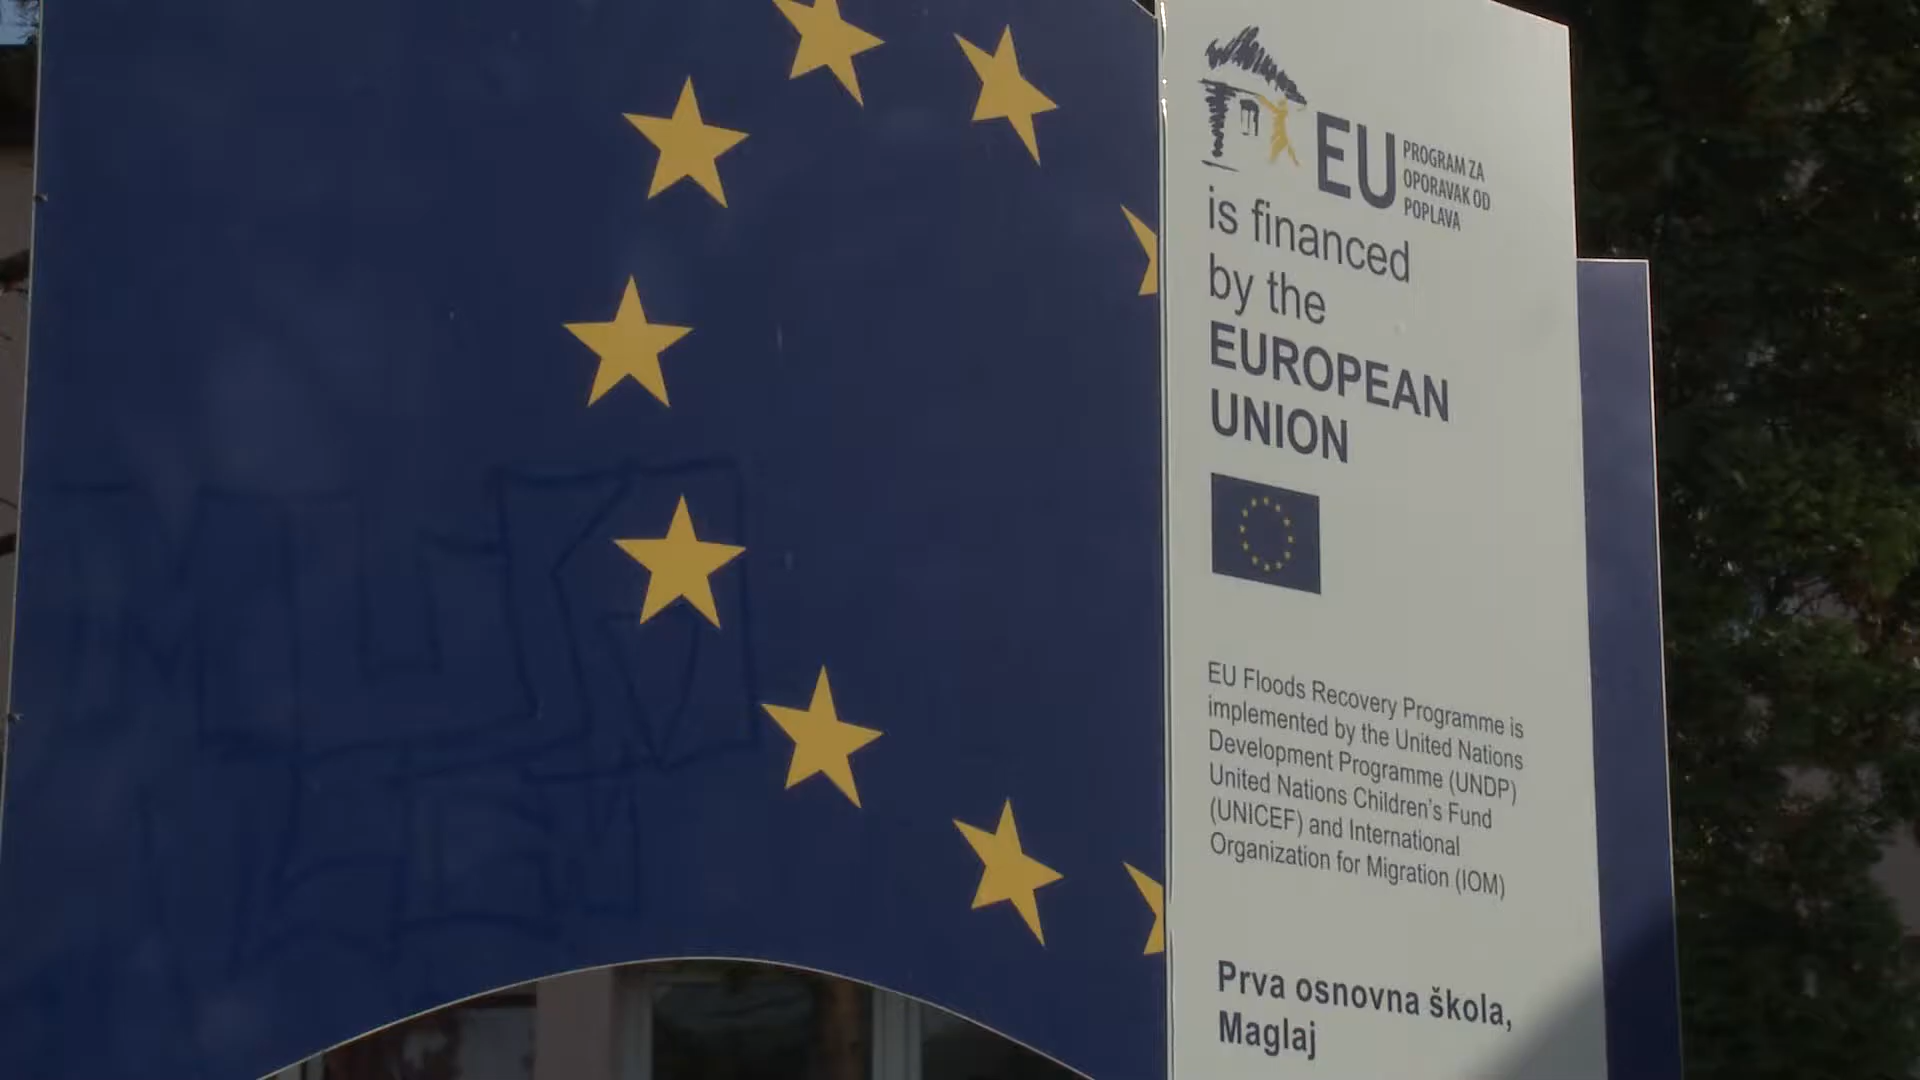 EU
PROGRAM ZA
OPORAVAK OD
POPLAVA
is financed
by the
EUROPEAN
UNION
EU Floods Recovery Programme is
implemented by the United Nations
Development Programme (UNDP)
United Nations Children's Fund
(UNICEF) and International
Organization for Migration (IOM)
Prva osnovna škola,
Maglaj